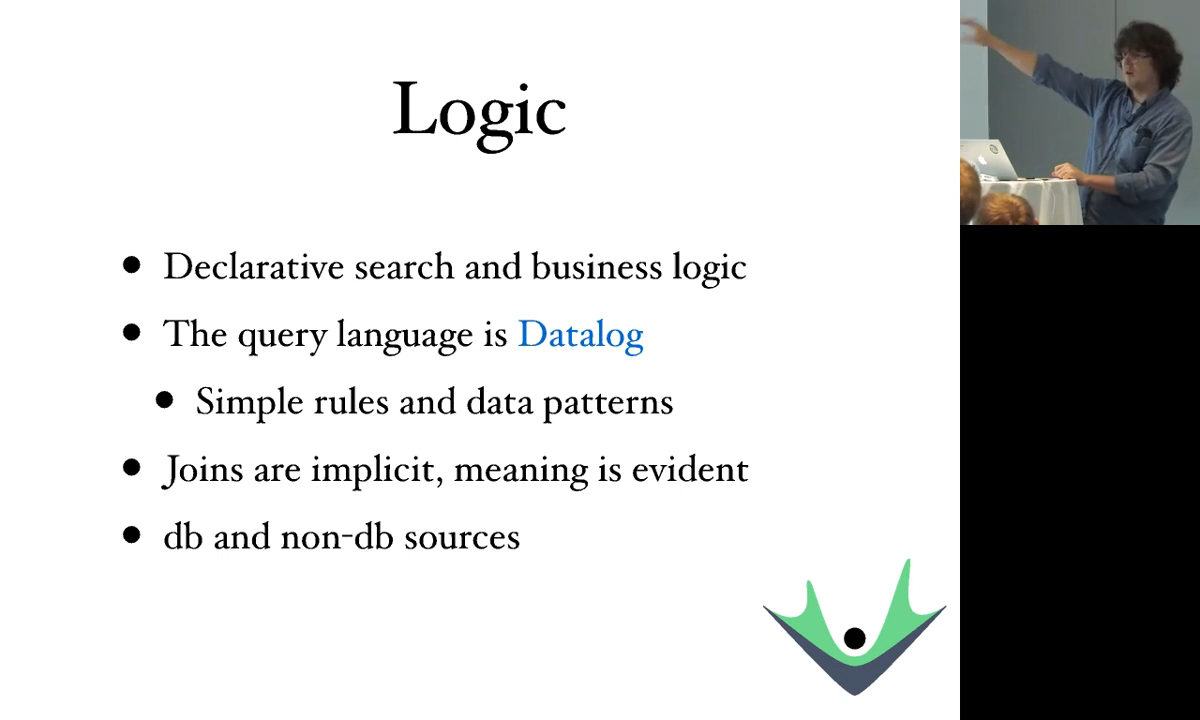 Logic
Declarative search and business logic
The query language is Datalog
Simple rules and data patterns
Joins are implicit, meaning is evident
db and non-db sources